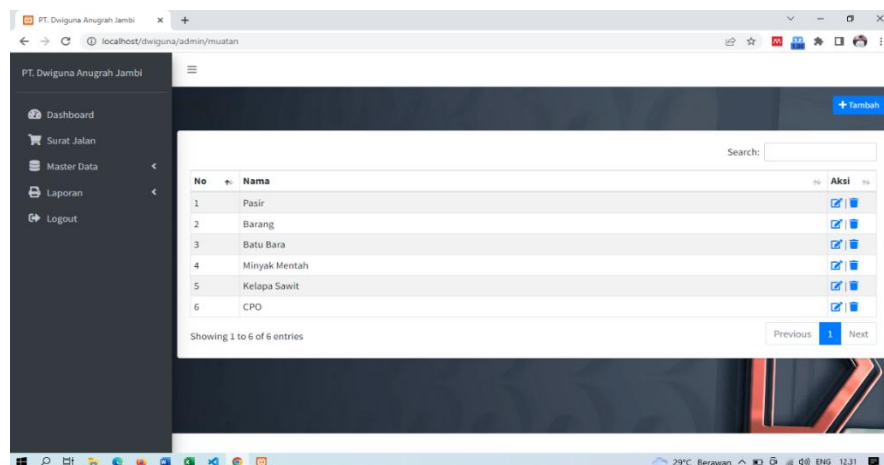 PT. Dwiguna Anugrah Jambi
localhost/dwiguna/admin/muatan
PT. Dwiguna Anugrah Jambi
Dashboard
Surat Jalan
Master Data
Laporan
Logout
Tambah
Search:
No Nama Aksi
1 Pasir
2 Barang
3 Batu Bara
4 Minyak Mentah
5 Kelapa Sawit
6 CPO
Showing 1 to 6 of 6 entries
Previous 1 Next
29°C Berawan ENG 12.31